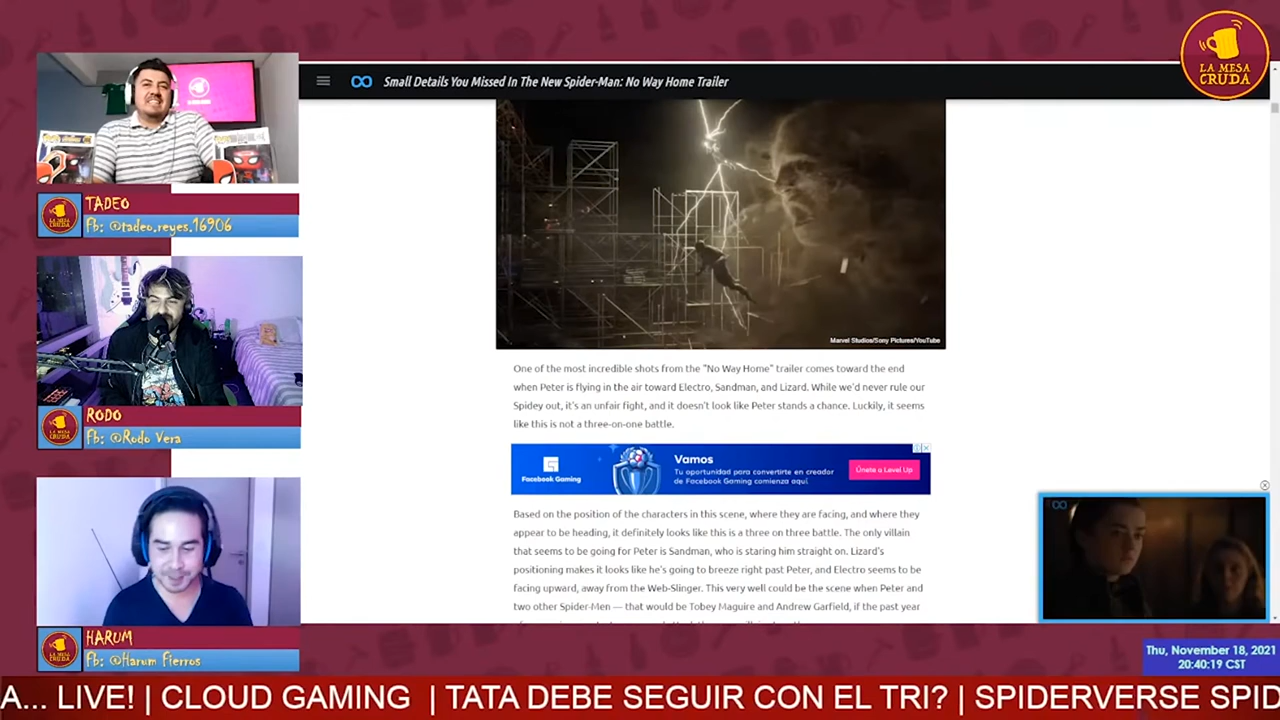 LA MESA
CRUDA
Small Details You Missed In The New Spider-Man: No Way Home Trailer
TADEO
Fb: @tadeo.reyes.16906
RODO
Fb: @Rodo Vera
HARUM
Fb: @Harum Fierros
Marvel Studios/Sony Pictures/YouTube
One of the most incredible shots from the "No Way Home" trailer comes toward the end
when Peter is flying in the air toward Electro, Sandman, and Lizard. While we'd never rule our
Spidey out, it's an unfair fight, and it doesn't look like Peter stands a chance. Luckily, it seems
like this is not a three-on-one battle.
Facebook Gaming
Vamos
Tu oportunidad para convertirte en creador
de Facebook Gaming comienza aquí.
Únete a Level Up
Based on the position of the characters in this scene, where they are facing, and where they
appear to be heading, it definitely looks like this is a three on three battle. The only villain
that seems to be going for Peter is Sandman, who is staring him straight on. Lizard's
positioning makes it looks like he's going to breeze right past Peter, and Electro seems to be
facing upward, away from the Web-Slinger. This very well could be the scene when Peter and
two other Spider-Men — that would be Tobey Maguire and Andrew Garfield, if the past year
Thu, November 18, 2021
20:40:19 CST
A... LIVE! | CLOUD GAMING | TATA DEBE SEGUIR CON EL TRI? | SPIDERVERSE SPID